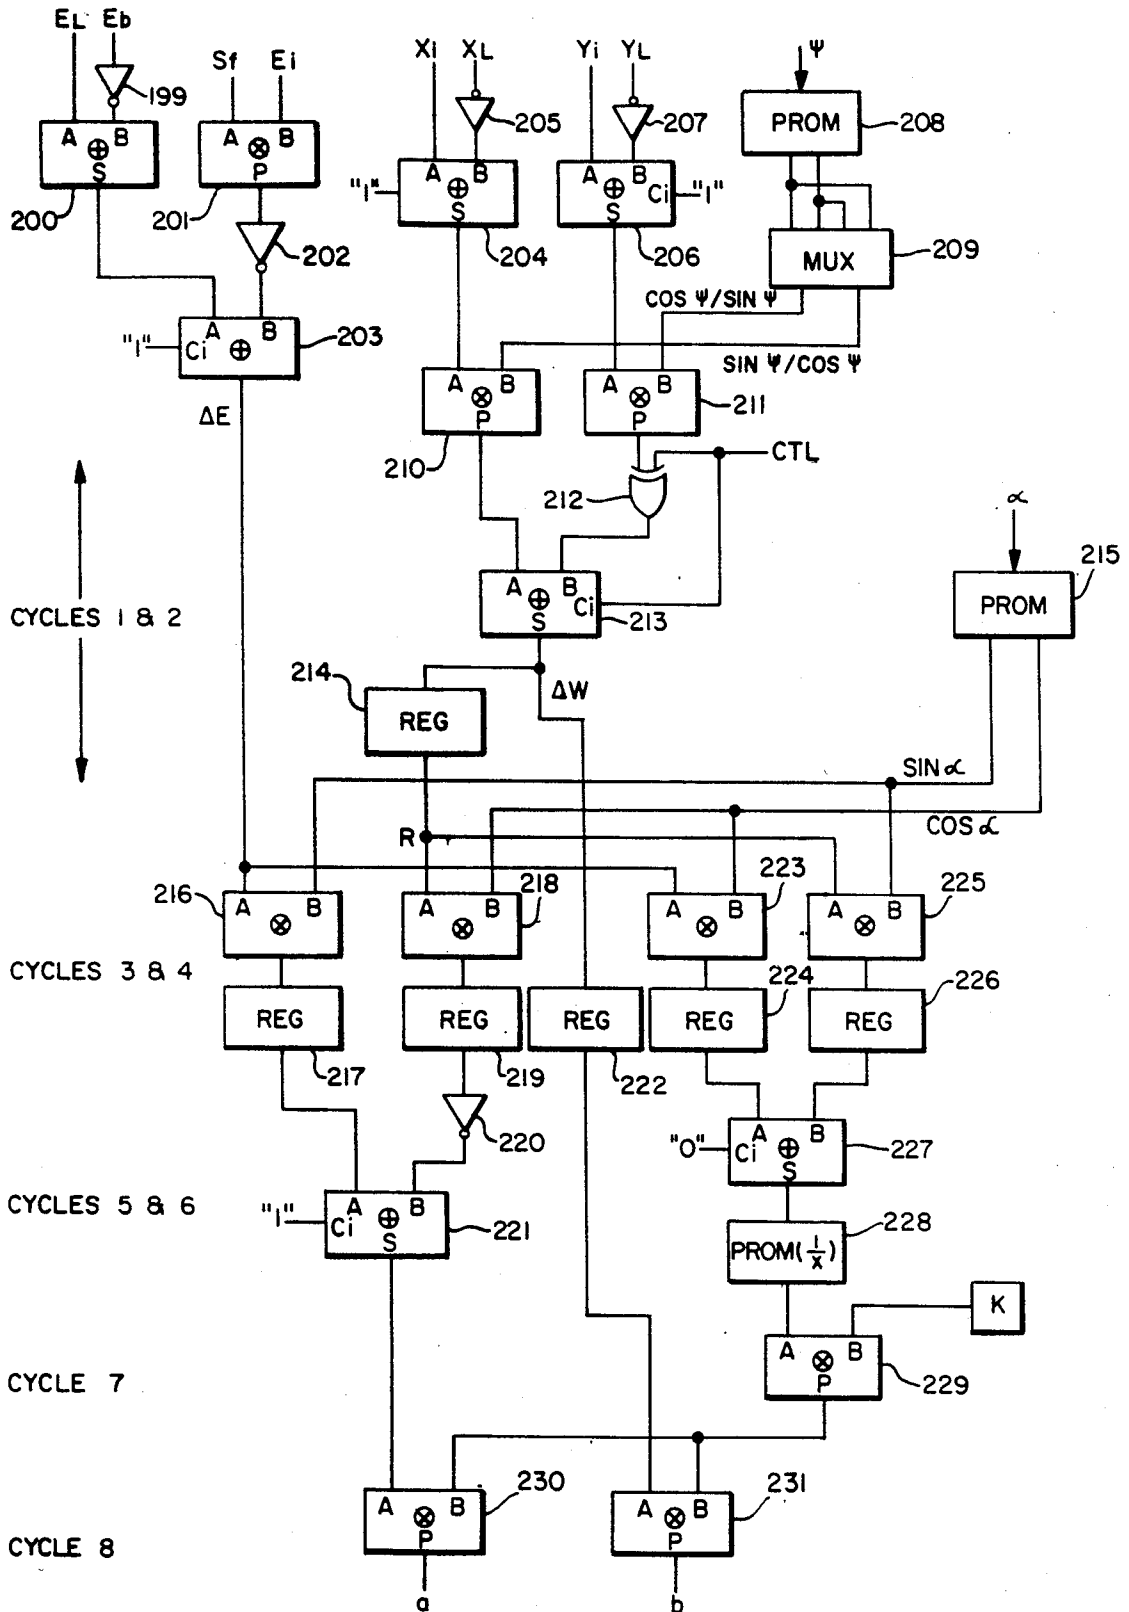 EL Eb
Sf Ei
Xi XL
Yi YL
Ψ
199
205
207
PROM
208
A B
S
200
A B
P
201
202
"1"
A B
S
204
A B
Ci
"1"
S
206
MUX
209
COS Ψ/SIN Ψ
SIN Ψ/COS Ψ
"1"
A B
Ci
203
ΔE
A B
P
210
A B
P
211
CTL
212
A B
Ci
S
213
α
215
PROM
CYCLES 1 & 2
214
REG
ΔW
SIN α
COS α
R
216
A B
218
A B
223
A B
225
A B
CYCLES 3 & 4
REG
217
REG
219
REG
222
224
REG
226
REG
220
"0"
A B
Ci
S
227
CYCLES 5 & 6
"1"
A B
Ci
S
221
228
PROM(1/x)
K
A B
P
229
CYCLE 7
A B
P
230
A B
P
231
CYCLE 8
a
b